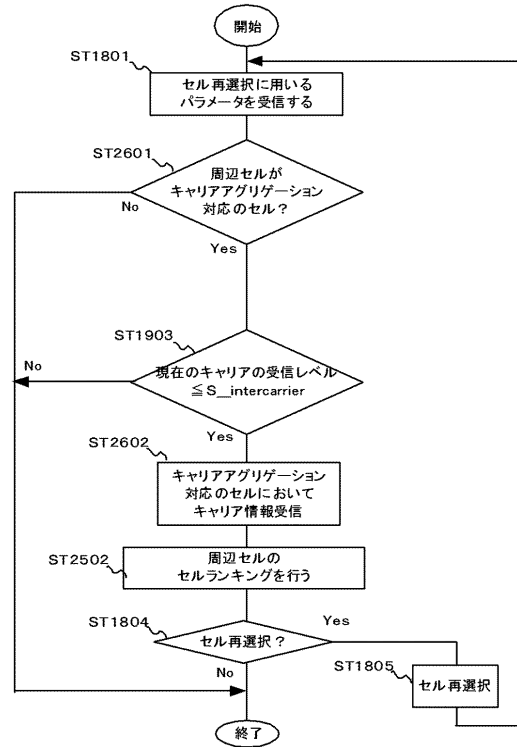 開始
ST1801
セル再選択に用いる
パラメータを受信する
ST2601
周辺セルが
キャリアアグリゲーション
対応のセル？
No
Yes
ST1903
現在のキャリアの受信レベル
≦S__intercarrier
No
Yes
ST2602
キャリアアグリゲーション
対応のセルにおいて
キャリア情報受信
ST2502
周辺セルの
セルランキングを行う
ST1804
セル再選択？
Yes
No
ST1805
セル再選択
終了